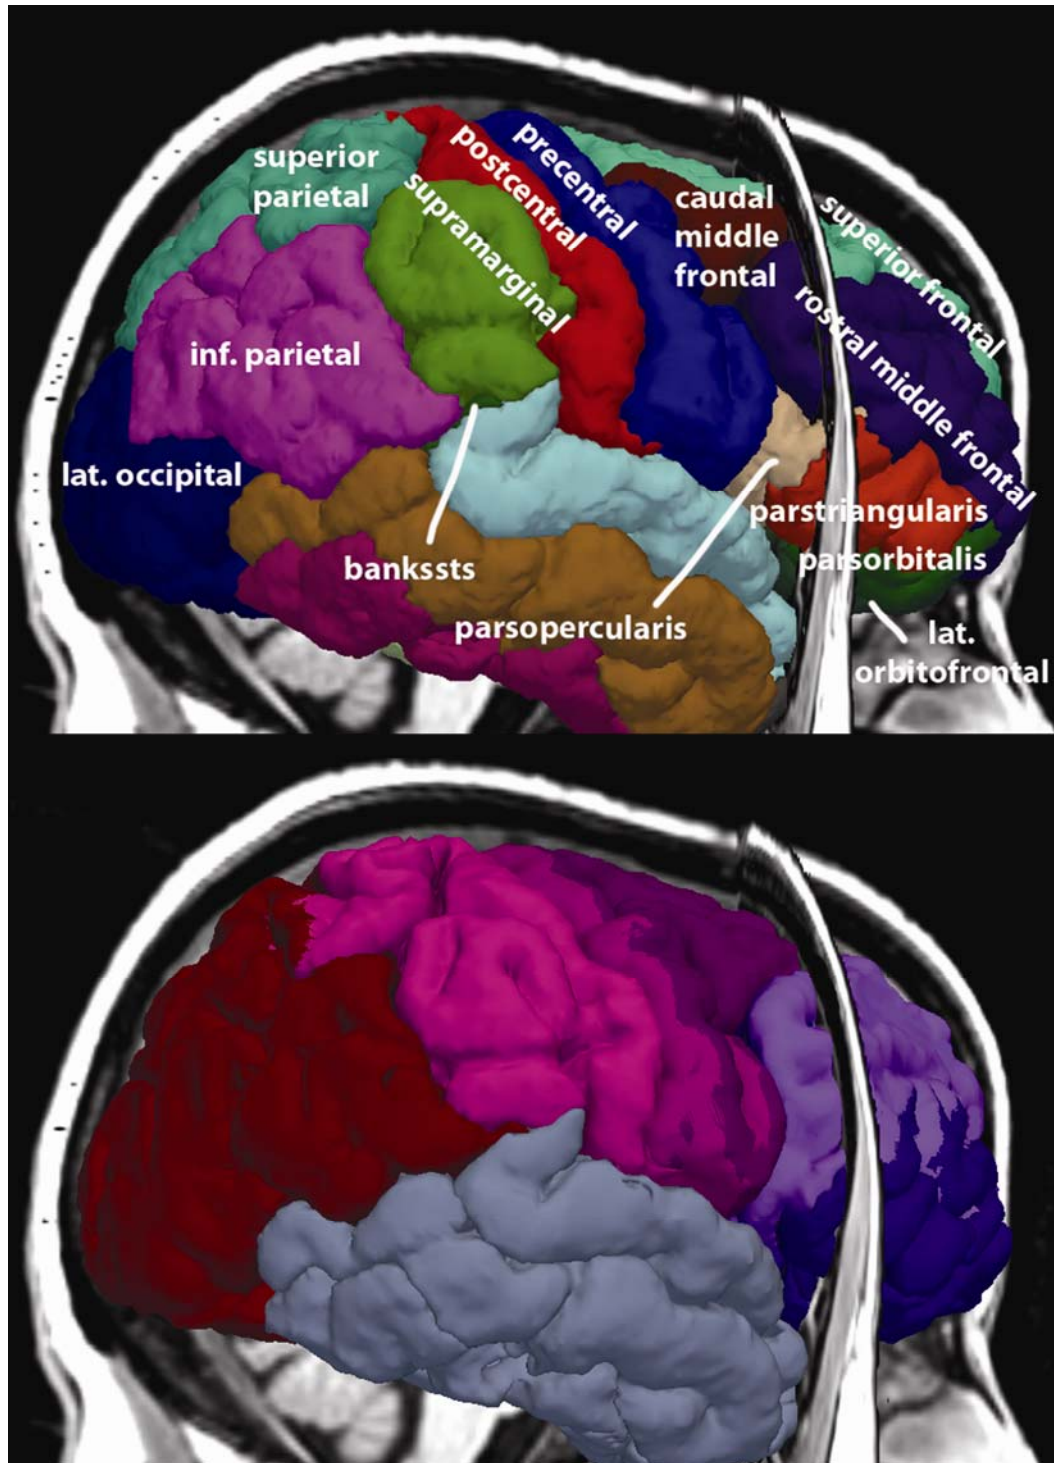 superior
parietal
postcentral
precentral
supramarginal
caudal
middle
frontal
superior frontal
rostral middle frontal
inf. parietal
lat. occipital
parstriangularis
parsorbitalis
bankssts
parsopercularis
lat.
orbitofrontal